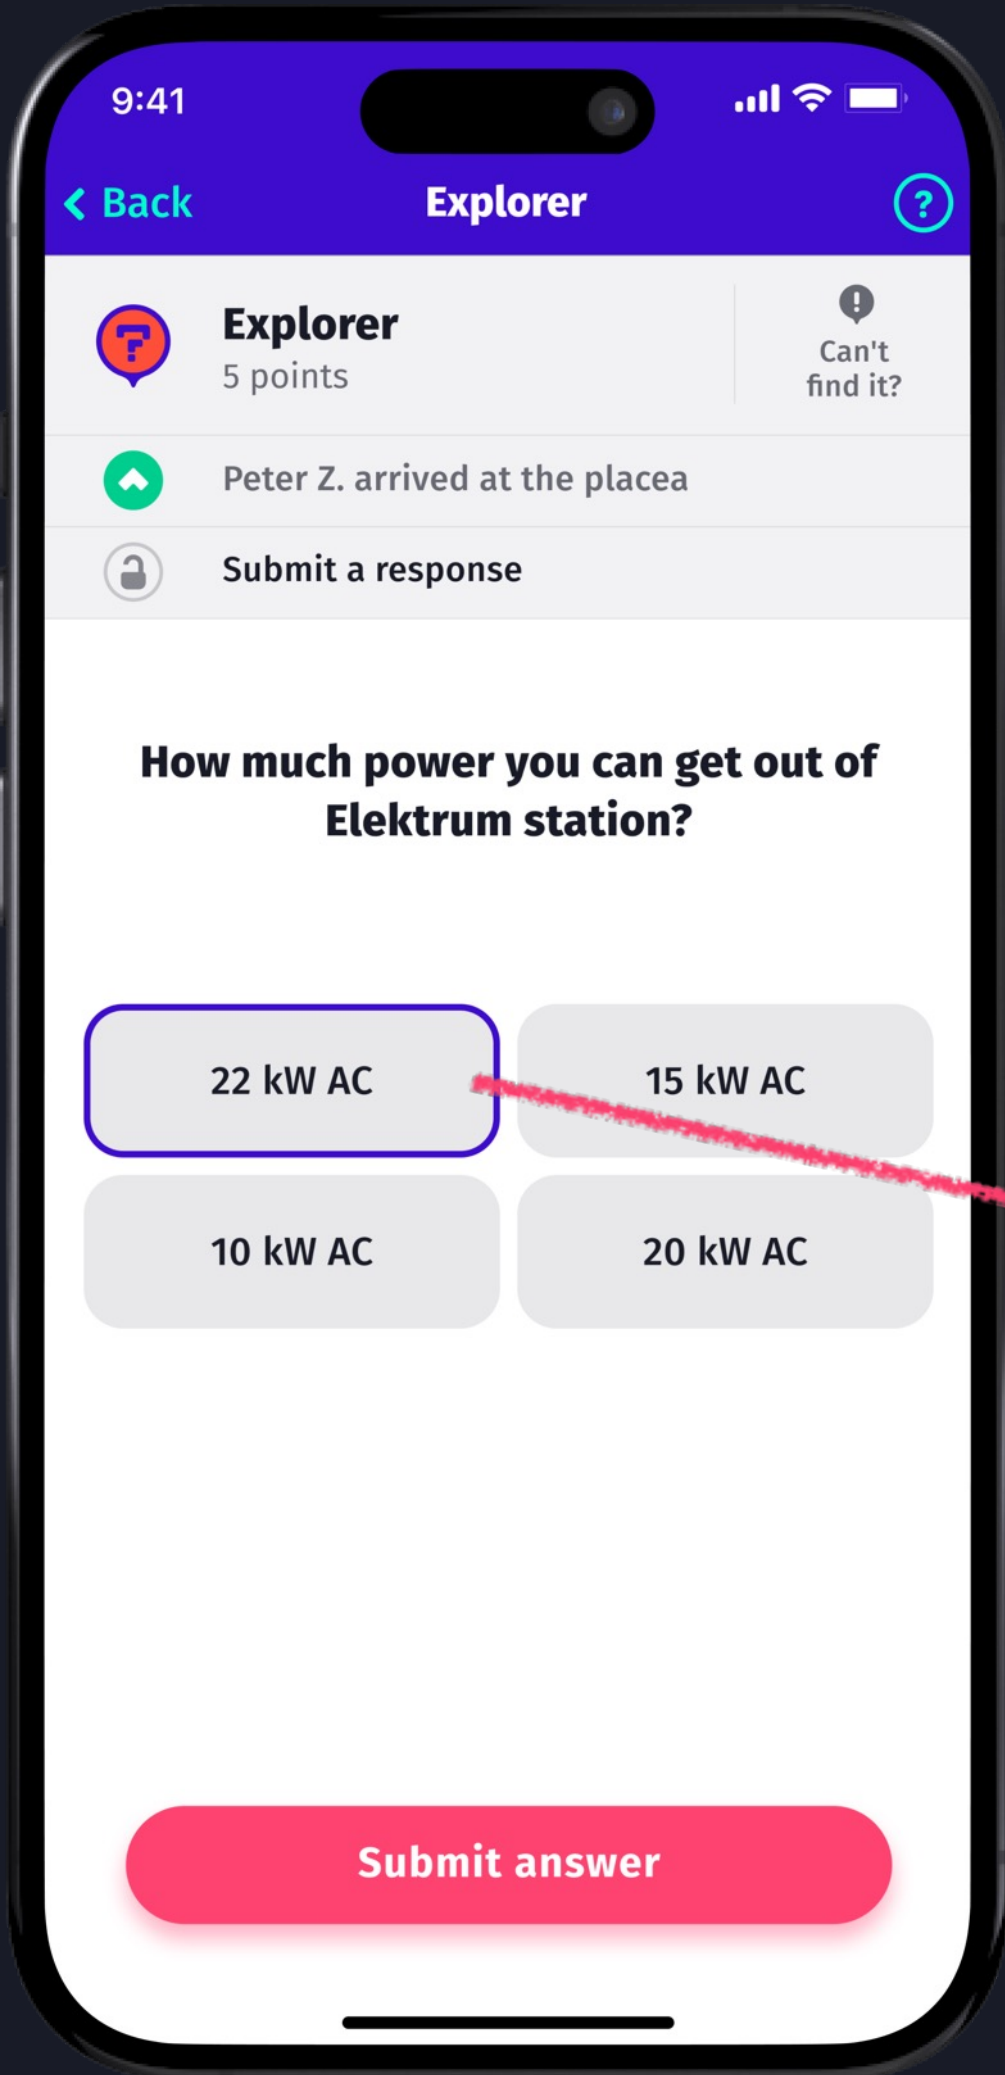 9:41
Back
Explorer
?
Explorer
5 points
Can't
find it?
Peter Z. arrived at the placea
Submit a response
How much power you can get out of
Elektrum station?
22 kW AC
15 kW AC
10 kW AC
20 kW AC
Submit answer